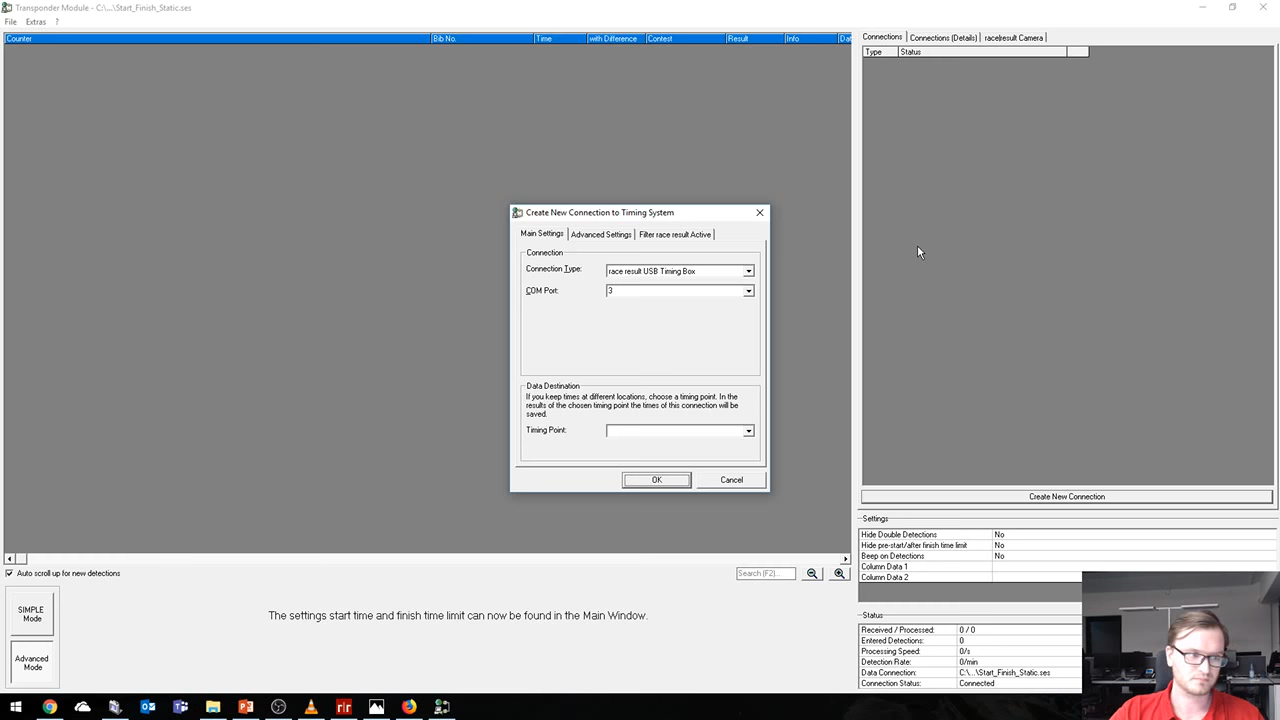 Transponder Module - C:\...\Start_Finish_Static.ses
File Extras ?
Counter Bib No. Time with Difference Contest Result Info Dat
Connections Connections (Details) race|result Camera
Type Status
Create New Connection to Timing System
Main Settings Advanced Settings Filter race result Active
Connection
Connection Type: race result USB Timing Box
COM Port: 3
Data Destination
If you keep times at different locations, choose a timing point. In the
results of the chosen timing point the times of this connection will be
saved.
Timing Point:
OK Cancel
Create New Connection
Settings
Hide Double Detections No
Hide pre-start/after finish time limit No
Beep on Detections No
Column Data 1
Column Data 2
Auto scroll up for new detections
Search (F2)...
SIMPLE
Mode
Advanced
Mode
The settings start time and finish time limit can now be found in the Main Window.
Status
Received / Processed: 0 / 0
Entered Detections: 0
Processing Speed: 0/s
Detection Rate: 0/min
Data Connection: C:\...\Start_Finish_Static.ses
Connection Status: Connected
r|r